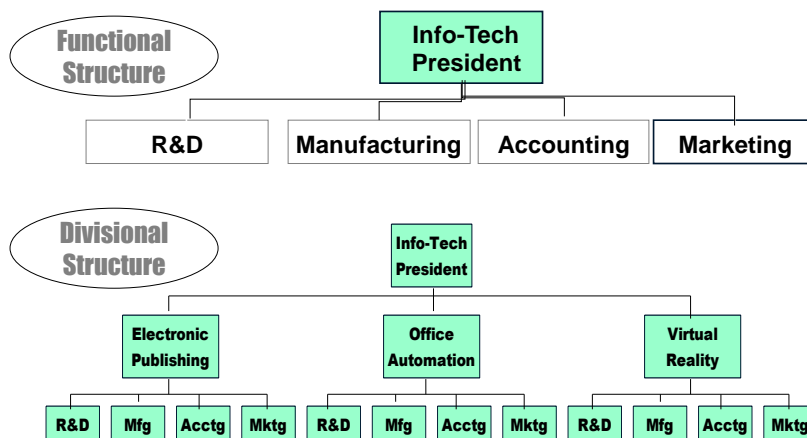 Functional
Structure
Info-Tech
President
R&D
Manufacturing
Accounting
Marketing
Divisional
Structure
Info-Tech
President
Electronic
Publishing
Office
Automation
Virtual
Reality
R&D
Mfg
Acctg
Mktg
R&D
Mfg
Acctg
Mktg
R&D
Mfg
Acctg
Mktg